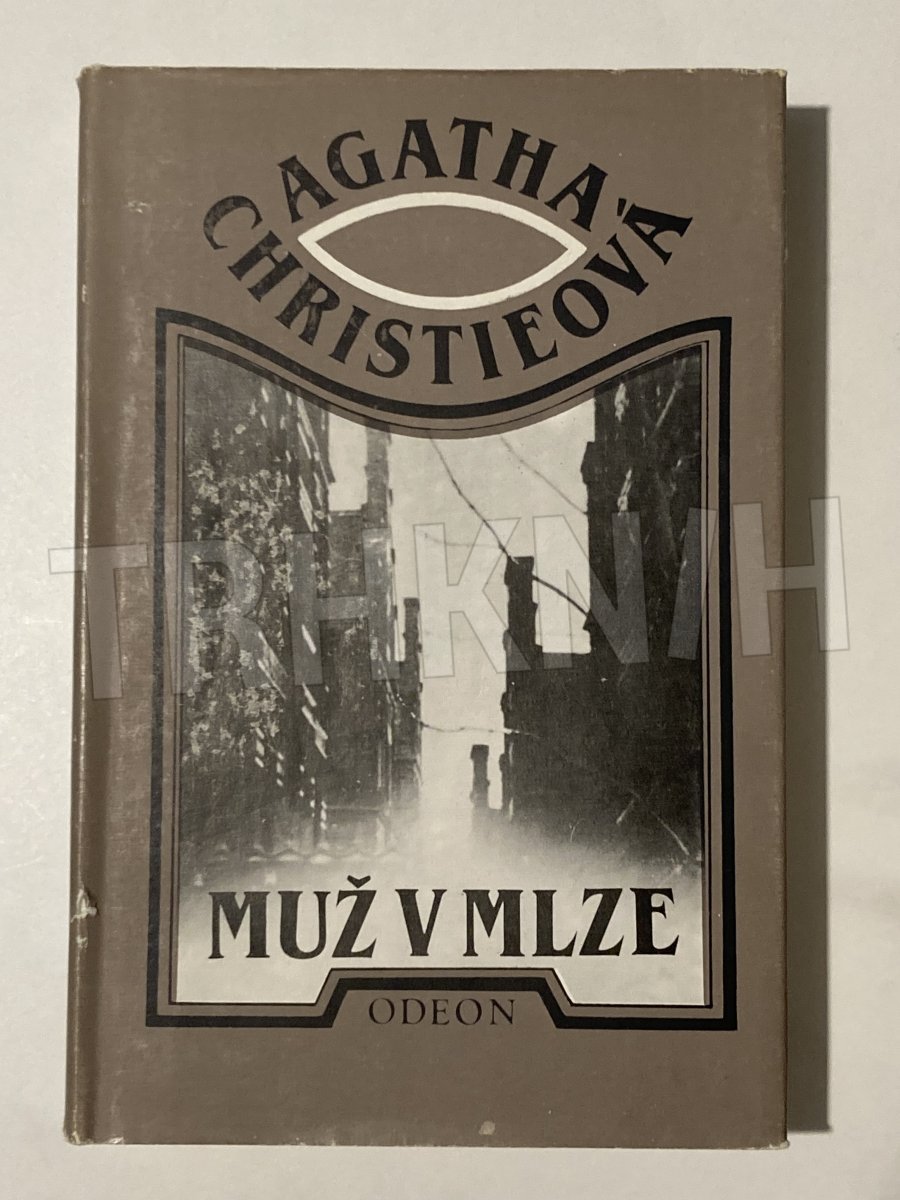 AGATHA
CHRISTIEOVÁ
TRHKNIH
MUŽ V MLZE
ODEON